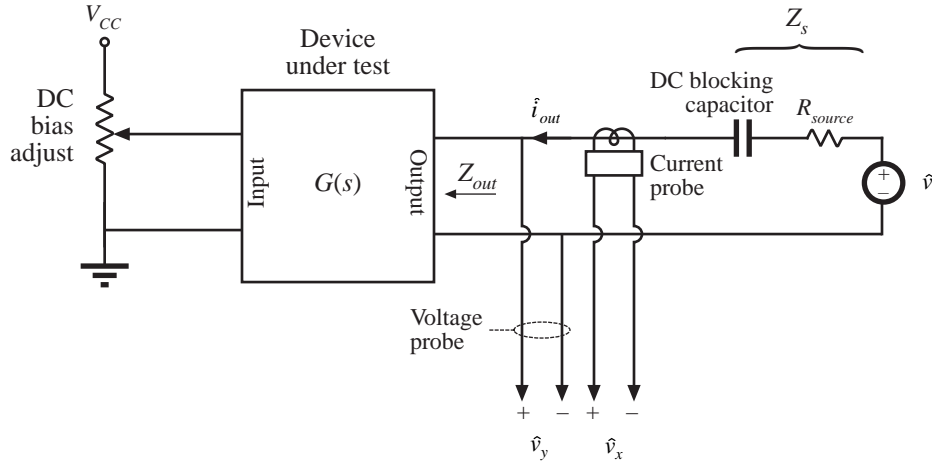 V_CC
DC
bias
adjust
Device
under test
Input
G(s)
Output
Z_out
î_out
Z_s
DC blocking
capacitor
R_source
Current
probe
+
–
v̂
Voltage
probe
+ – + –
v̂_y v̂_x